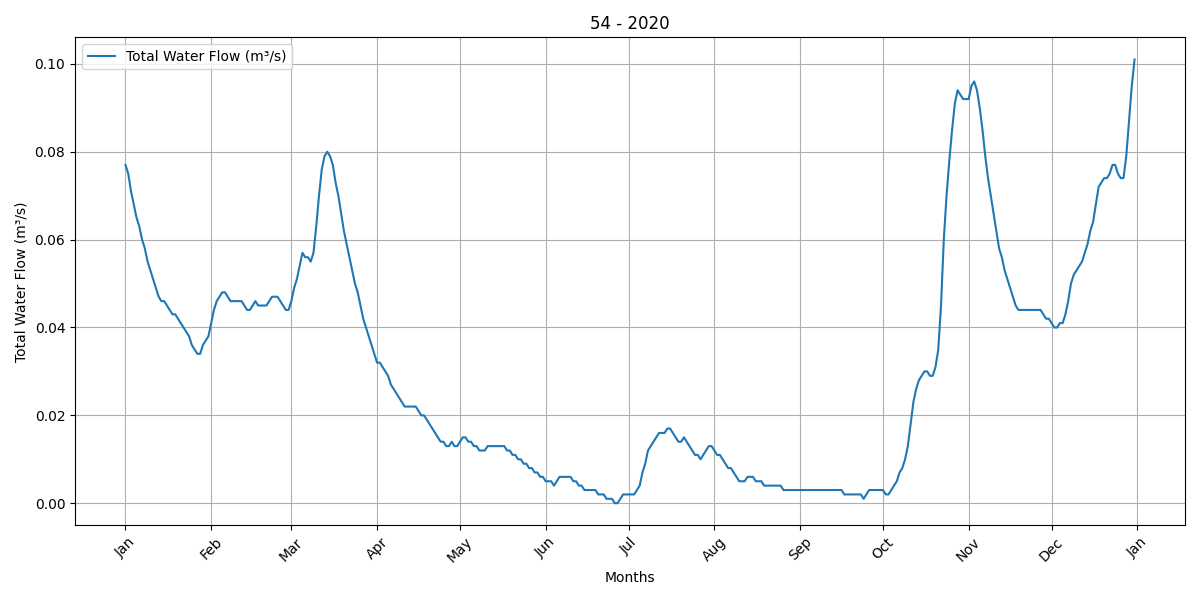 54 - 2020
Total Water Flow (m³/s)
Total Water Flow (m³/s)
0.10
0.08
0.06
0.04
0.02
0.00
Jan Feb Mar Apr May Jun Jul Aug Sep Oct Nov Dec Jan
Months